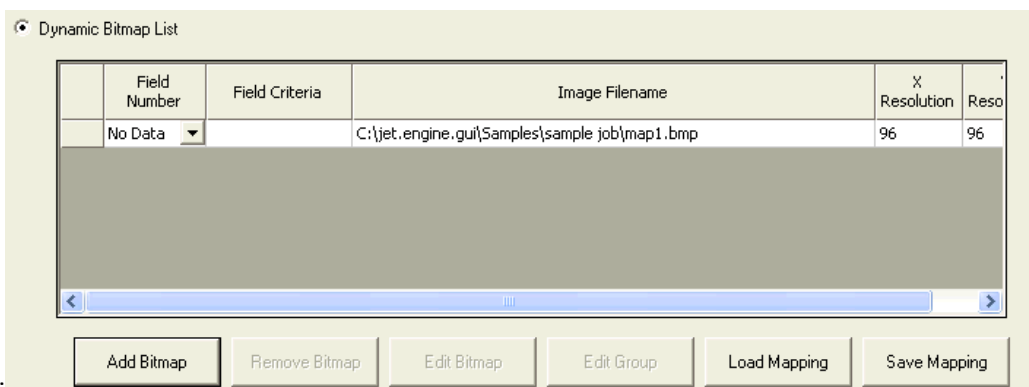 Dynamic Bitmap List
Field Number
Field Criteria
Image Filename
X Resolution
Reso
No Data
C:\jet.engine.gui\Samples\sample job\map1.bmp
96
96
Add Bitmap
Remove Bitmap
Edit Bitmap
Edit Group
Load Mapping
Save Mapping
.